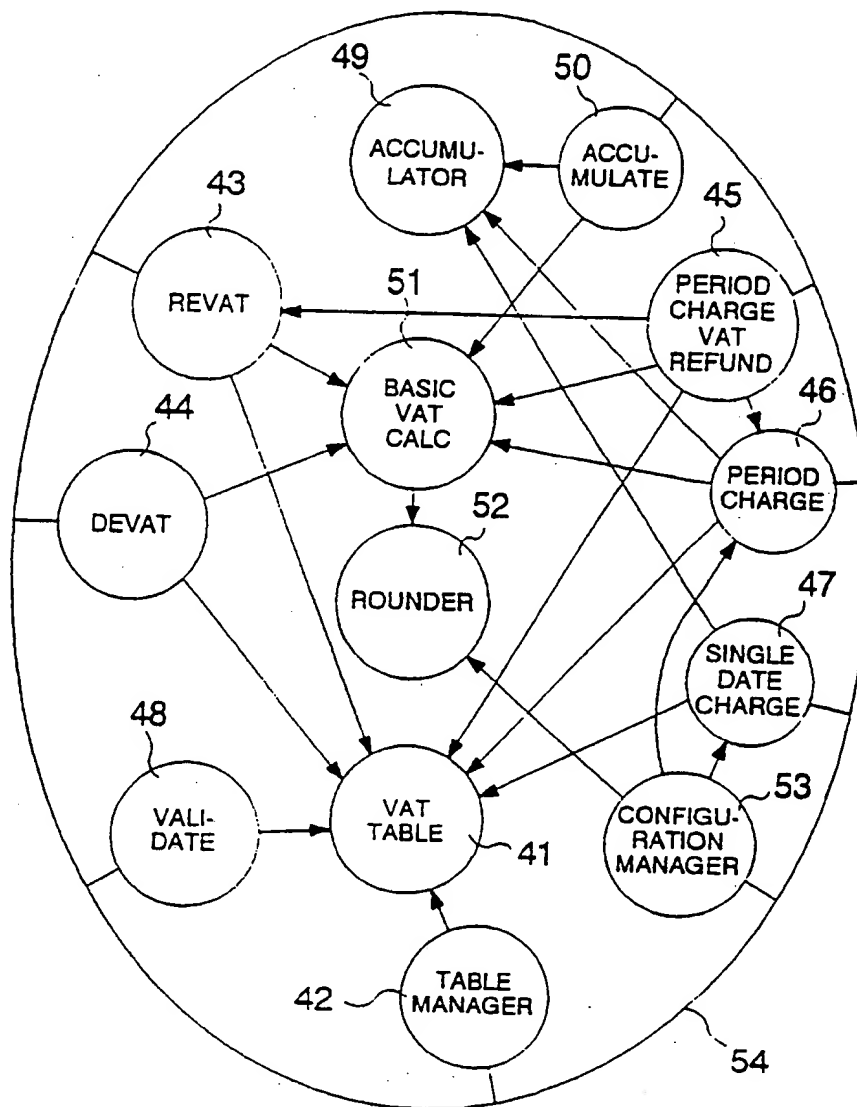 49
50
ACCUMU-
LATOR
ACCU-
MULATE
43
45
REVAT
51
PERIOD
CHARGE
VAT
REFUND
BASIC
VAT
CALC
44
46
PERIOD
CHARGE
DEVAT
52
ROUNDER
47
SINGLE
DATE
CHARGE
48
VALI-
DATE
VAT
TABLE
41
53
CONFIGU-
RATION
MANAGER
42
TABLE
MANAGER
54